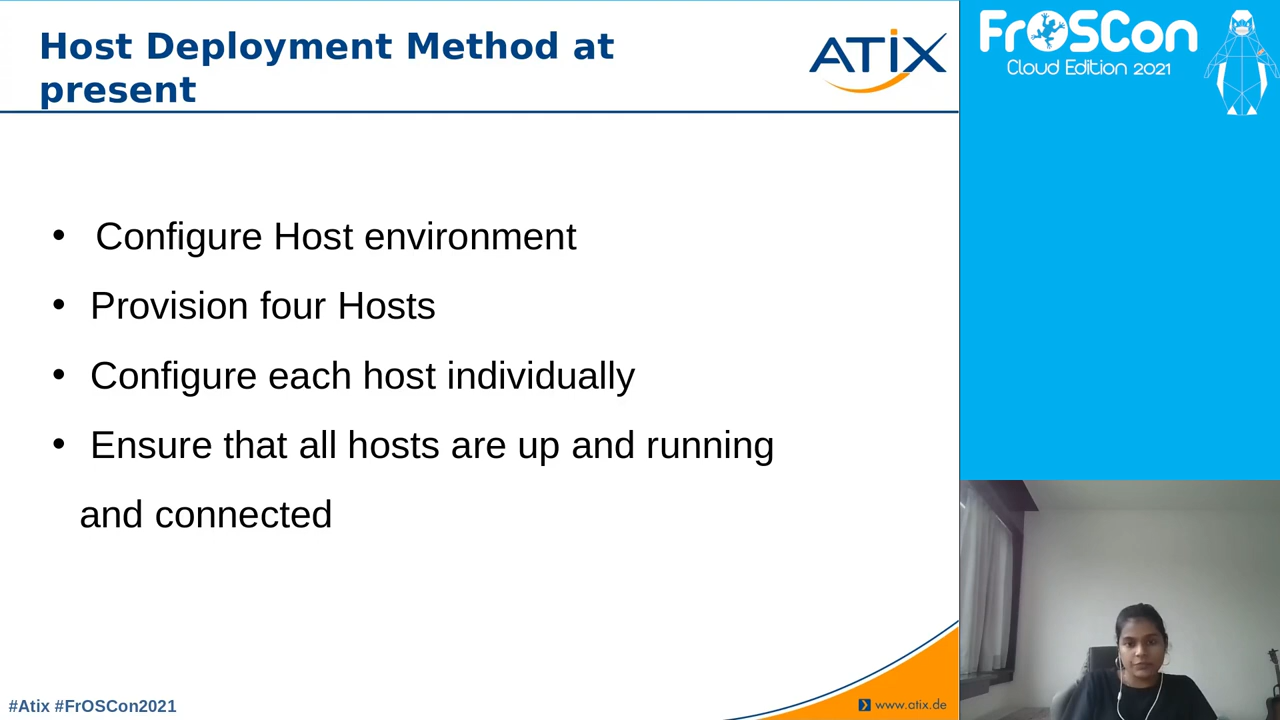 Host Deployment Method at
present
ATIX
FrOSCon
Cloud Edition 2021
• Configure Host environment
• Provision four Hosts
• Configure each host individually
• Ensure that all hosts are up and running
and connected
#Atix #FrOSCon2021
www.atix.de